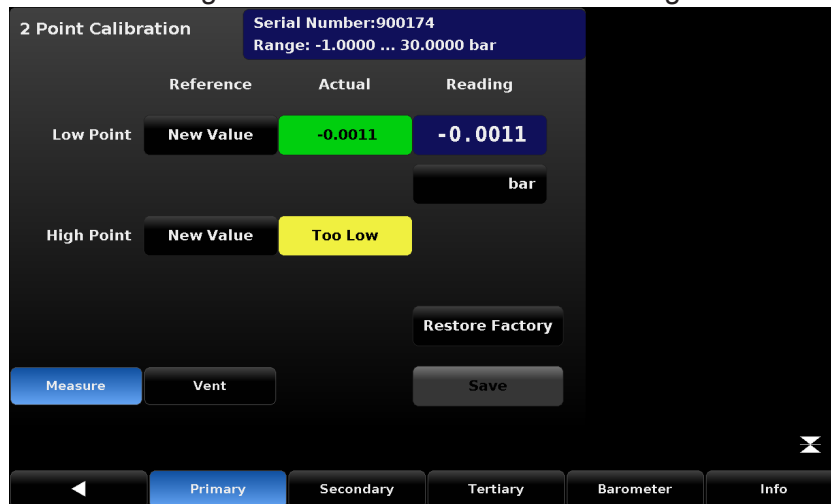 2 Point Calibration
Serial Number:900174
Range: -1.0000 ... 30.0000 bar
Reference Actual Reading
Low Point New Value -0.0011 -0.0011
bar
High Point New Value Too Low
Restore Factory
Measure Vent Save
Primary Secondary Tertiary Barometer Info